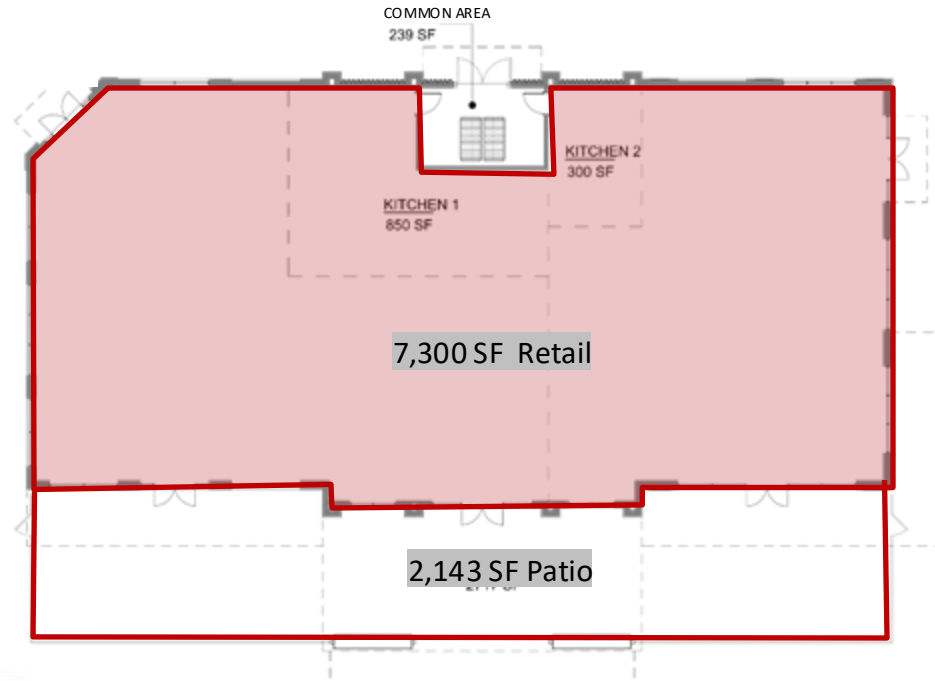 COMMON AREA
239 SF
KITCHEN 2
300 SF
KITCHEN 1
850 SF
7,300 SF Retail
2,143 SF Patio